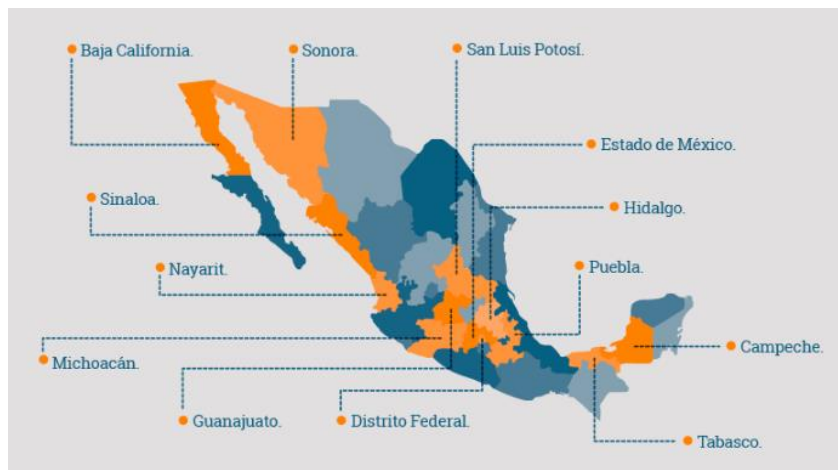 Baja California.
Sonora.
San Luis Potosí.
Estado de México.
Sinaloa.
Hidalgo.
Nayarit.
Puebla.
Campeche.
Michoacán.
Guanajuato.
Distrito Federal.
Tabasco.